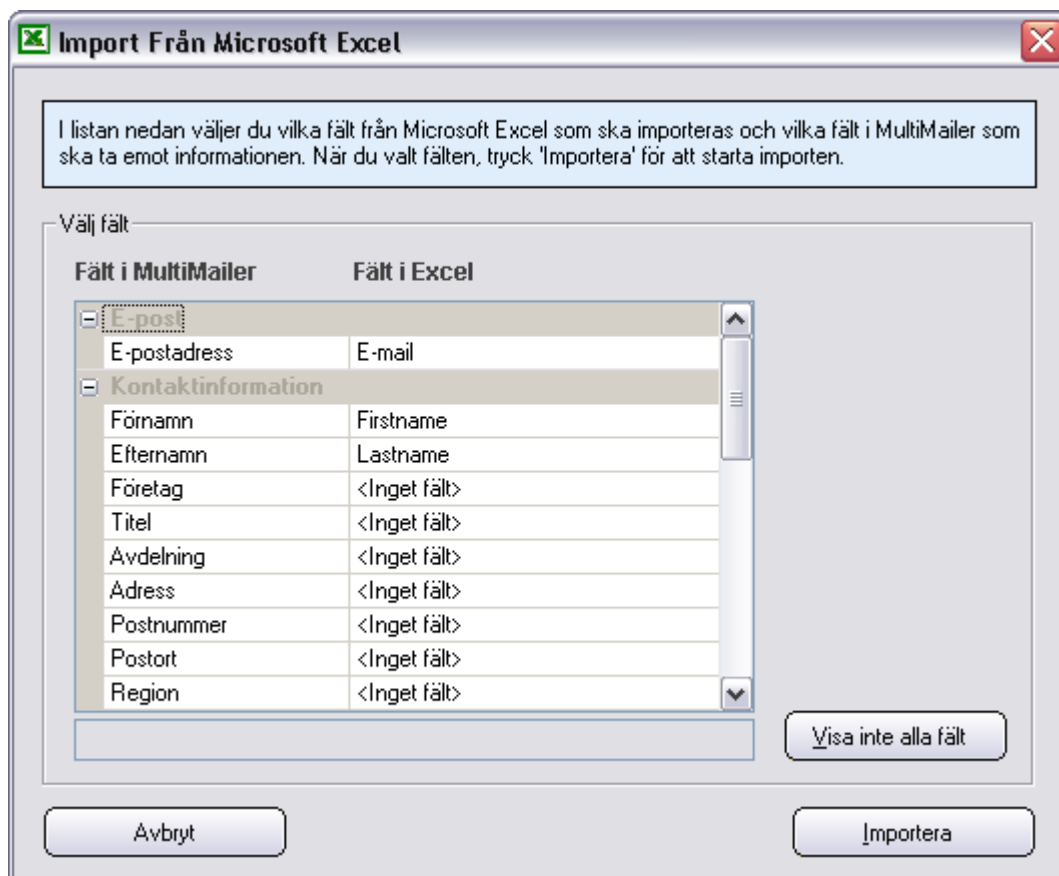 Import Från Microsoft Excel
I listan nedan väljer du vilka fält från Microsoft Excel som ska importeras och vilka fält i MultiMailer som
ska ta emot informationen. När du valt fälten, tryck 'Importera' för att starta importen.
Välj fält
Fält i MultiMailer Fält i Excel
E-post
E-postadress E-mail
Kontaktinformation
Förnamn Firstname
Efternamn Lastname
Företag <Inget fält>
Titel <Inget fält>
Avdelning <Inget fält>
Adress <Inget fält>
Postnummer <Inget fält>
Postort <Inget fält>
Region <Inget fält>
Visa inte alla fält
Avbryt Importera